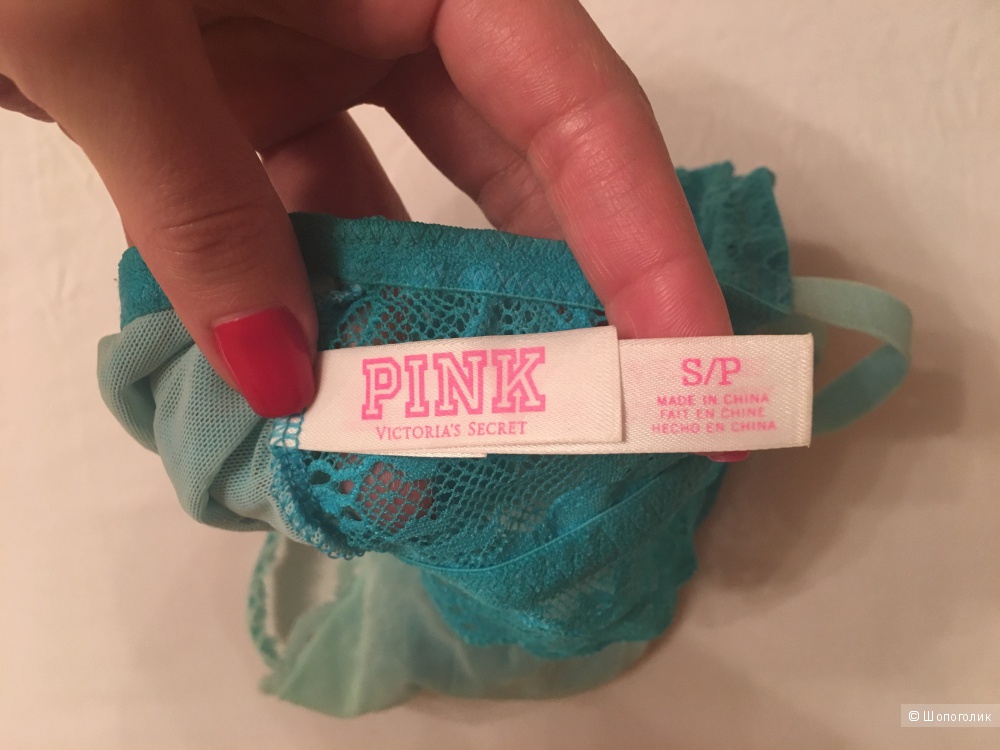 PINK
VICTORIA'S SECRET
S/P
MADE IN CHINA
FAIT EN CHINE
HECHO EN CHINA
© Шопоголик